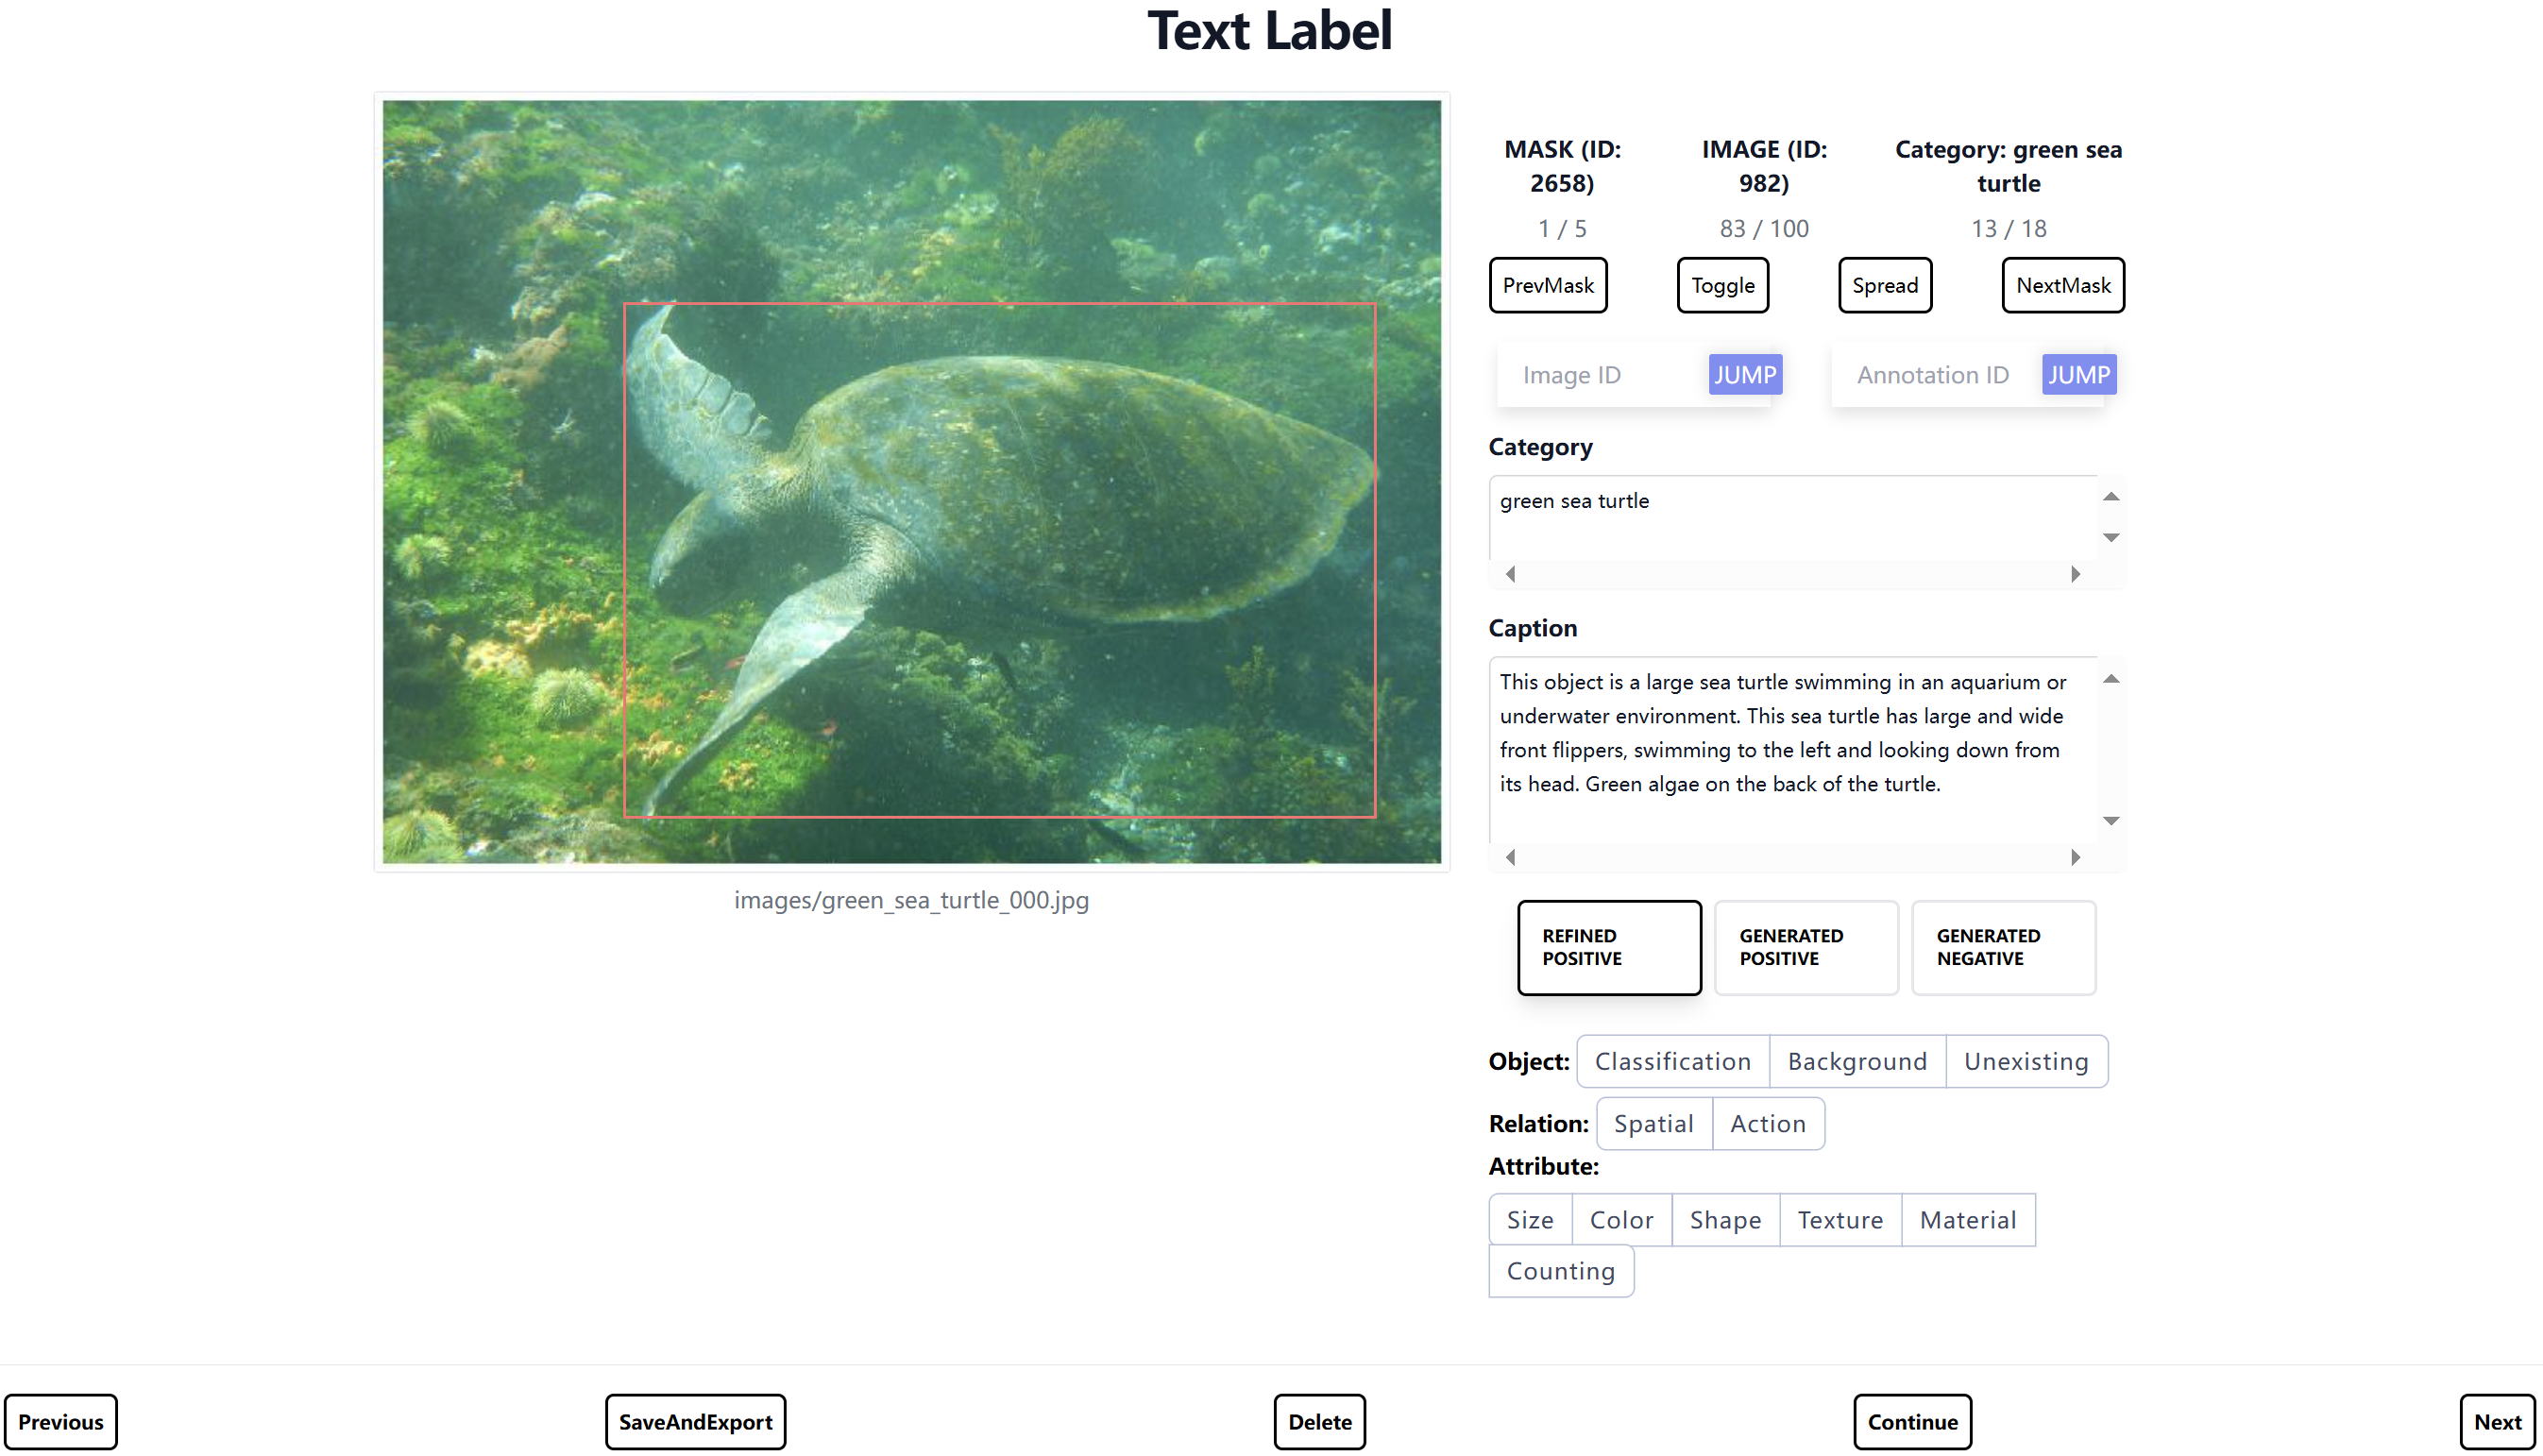 Text Label
MASK (ID:
2658)
IMAGE (ID:
982)
Category: green sea
turtle
1 / 5
83 / 100
13 / 18
PrevMask
Toggle
Spread
NextMask
Image ID
JUMP
Annotation ID
JUMP
Category
green sea turtle
Caption
This object is a large sea turtle swimming in an aquarium or
underwater environment. This sea turtle has large and wide
front flippers, swimming to the left and looking down from
its head. Green algae on the back of the turtle.
images/green_sea_turtle_000.jpg
REFINED
POSITIVE
GENERATED
POSITIVE
GENERATED
NEGATIVE
Object:
Classification
Background
Unexisting
Relation:
Spatial
Action
Attribute:
Size
Color
Shape
Texture
Material
Counting
Previous
SaveAndExport
Delete
Continue
Next